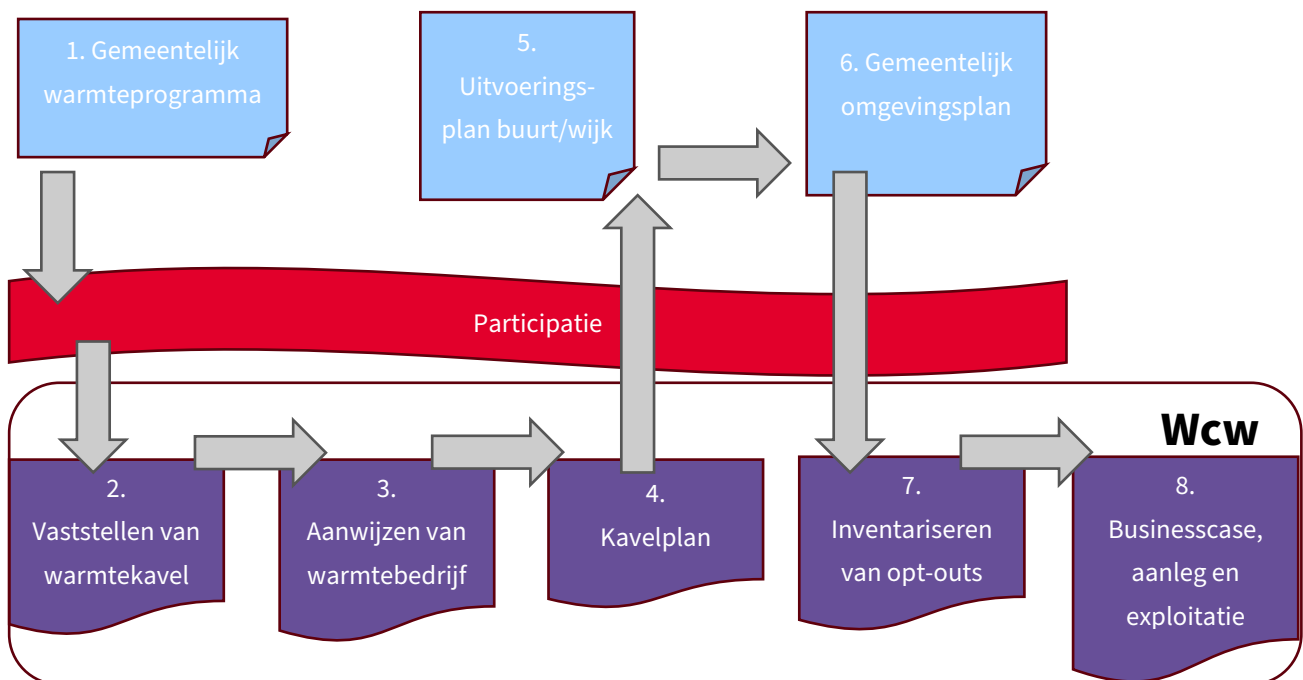 1. Gemeentelijk
warmteprogramma
5.
Uitvoerings-
plan buurt/wijk
6. Gemeentelijk
omgevingsplan
Participatie
Wcw
2.
Vaststellen van
warmtekavel
3.
Aanwijzen van
warmtebedrijf
4.
Kavelplan
7.
Inventariseren
van opt-outs
8.
Businesscase,
aanleg en
exploitatie